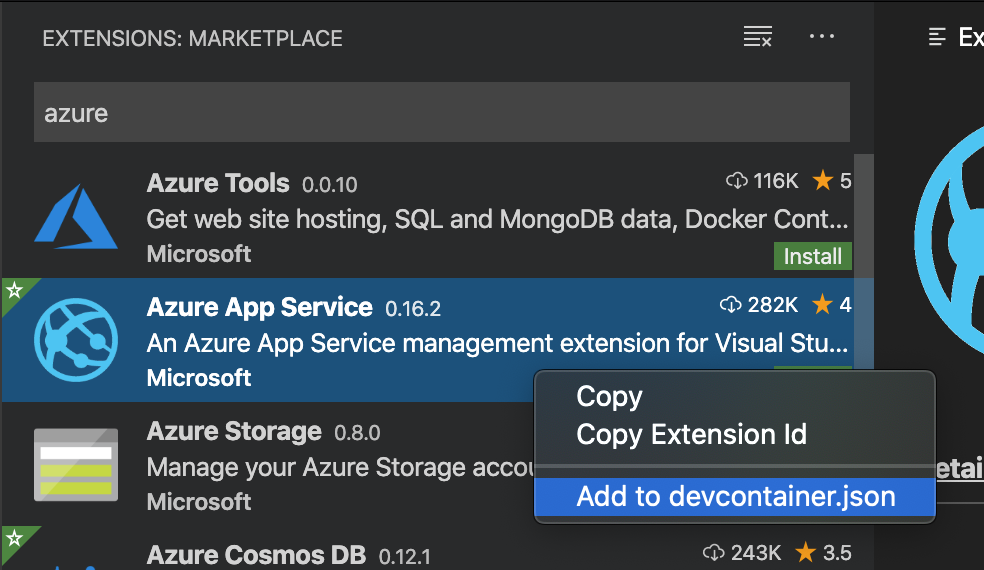 EXTENSIONS: MARKETPLACE
Ex
azure
Azure Tools 0.0.10 116K 5
Get web site hosting, SQL and MongoDB data, Docker Cont...
Microsoft Install
Azure App Service 0.16.2 282K 4
An Azure App Service management extension for Visual Stu...
Microsoft
Copy
Copy Extension Id
Add to devcontainer.json
Azure Storage 0.8.0
Manage your Azure Storage accou
Microsoft
etai
Azure Cosmos DB 0.12.1 243K 3.5